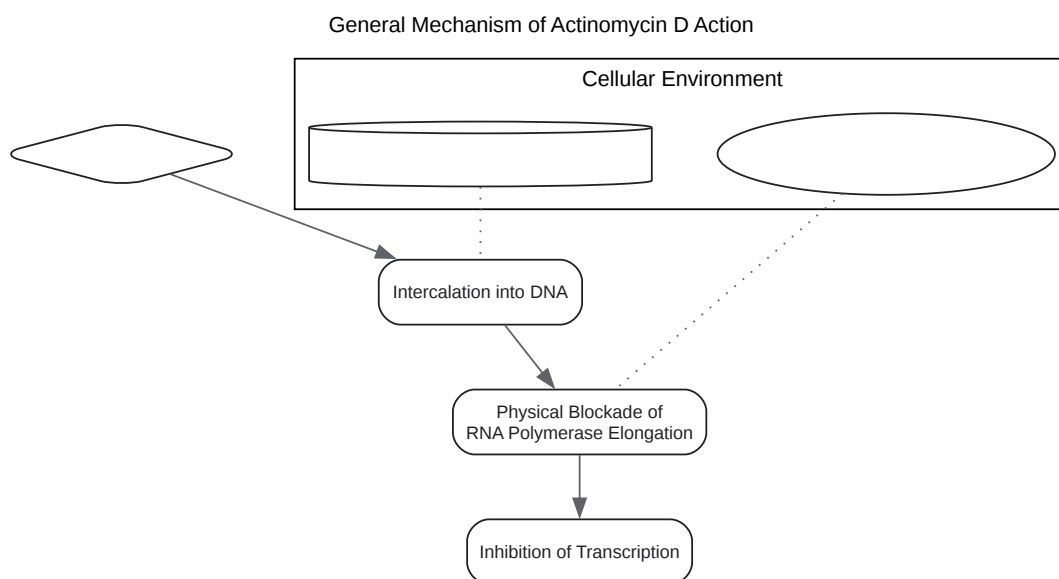 General Mechanism of Actinomycin D Action
Cellular Environment
Intercalation into DNA
Physical Blockade of
RNA Polymerase Elongation
Inhibition of Transcription